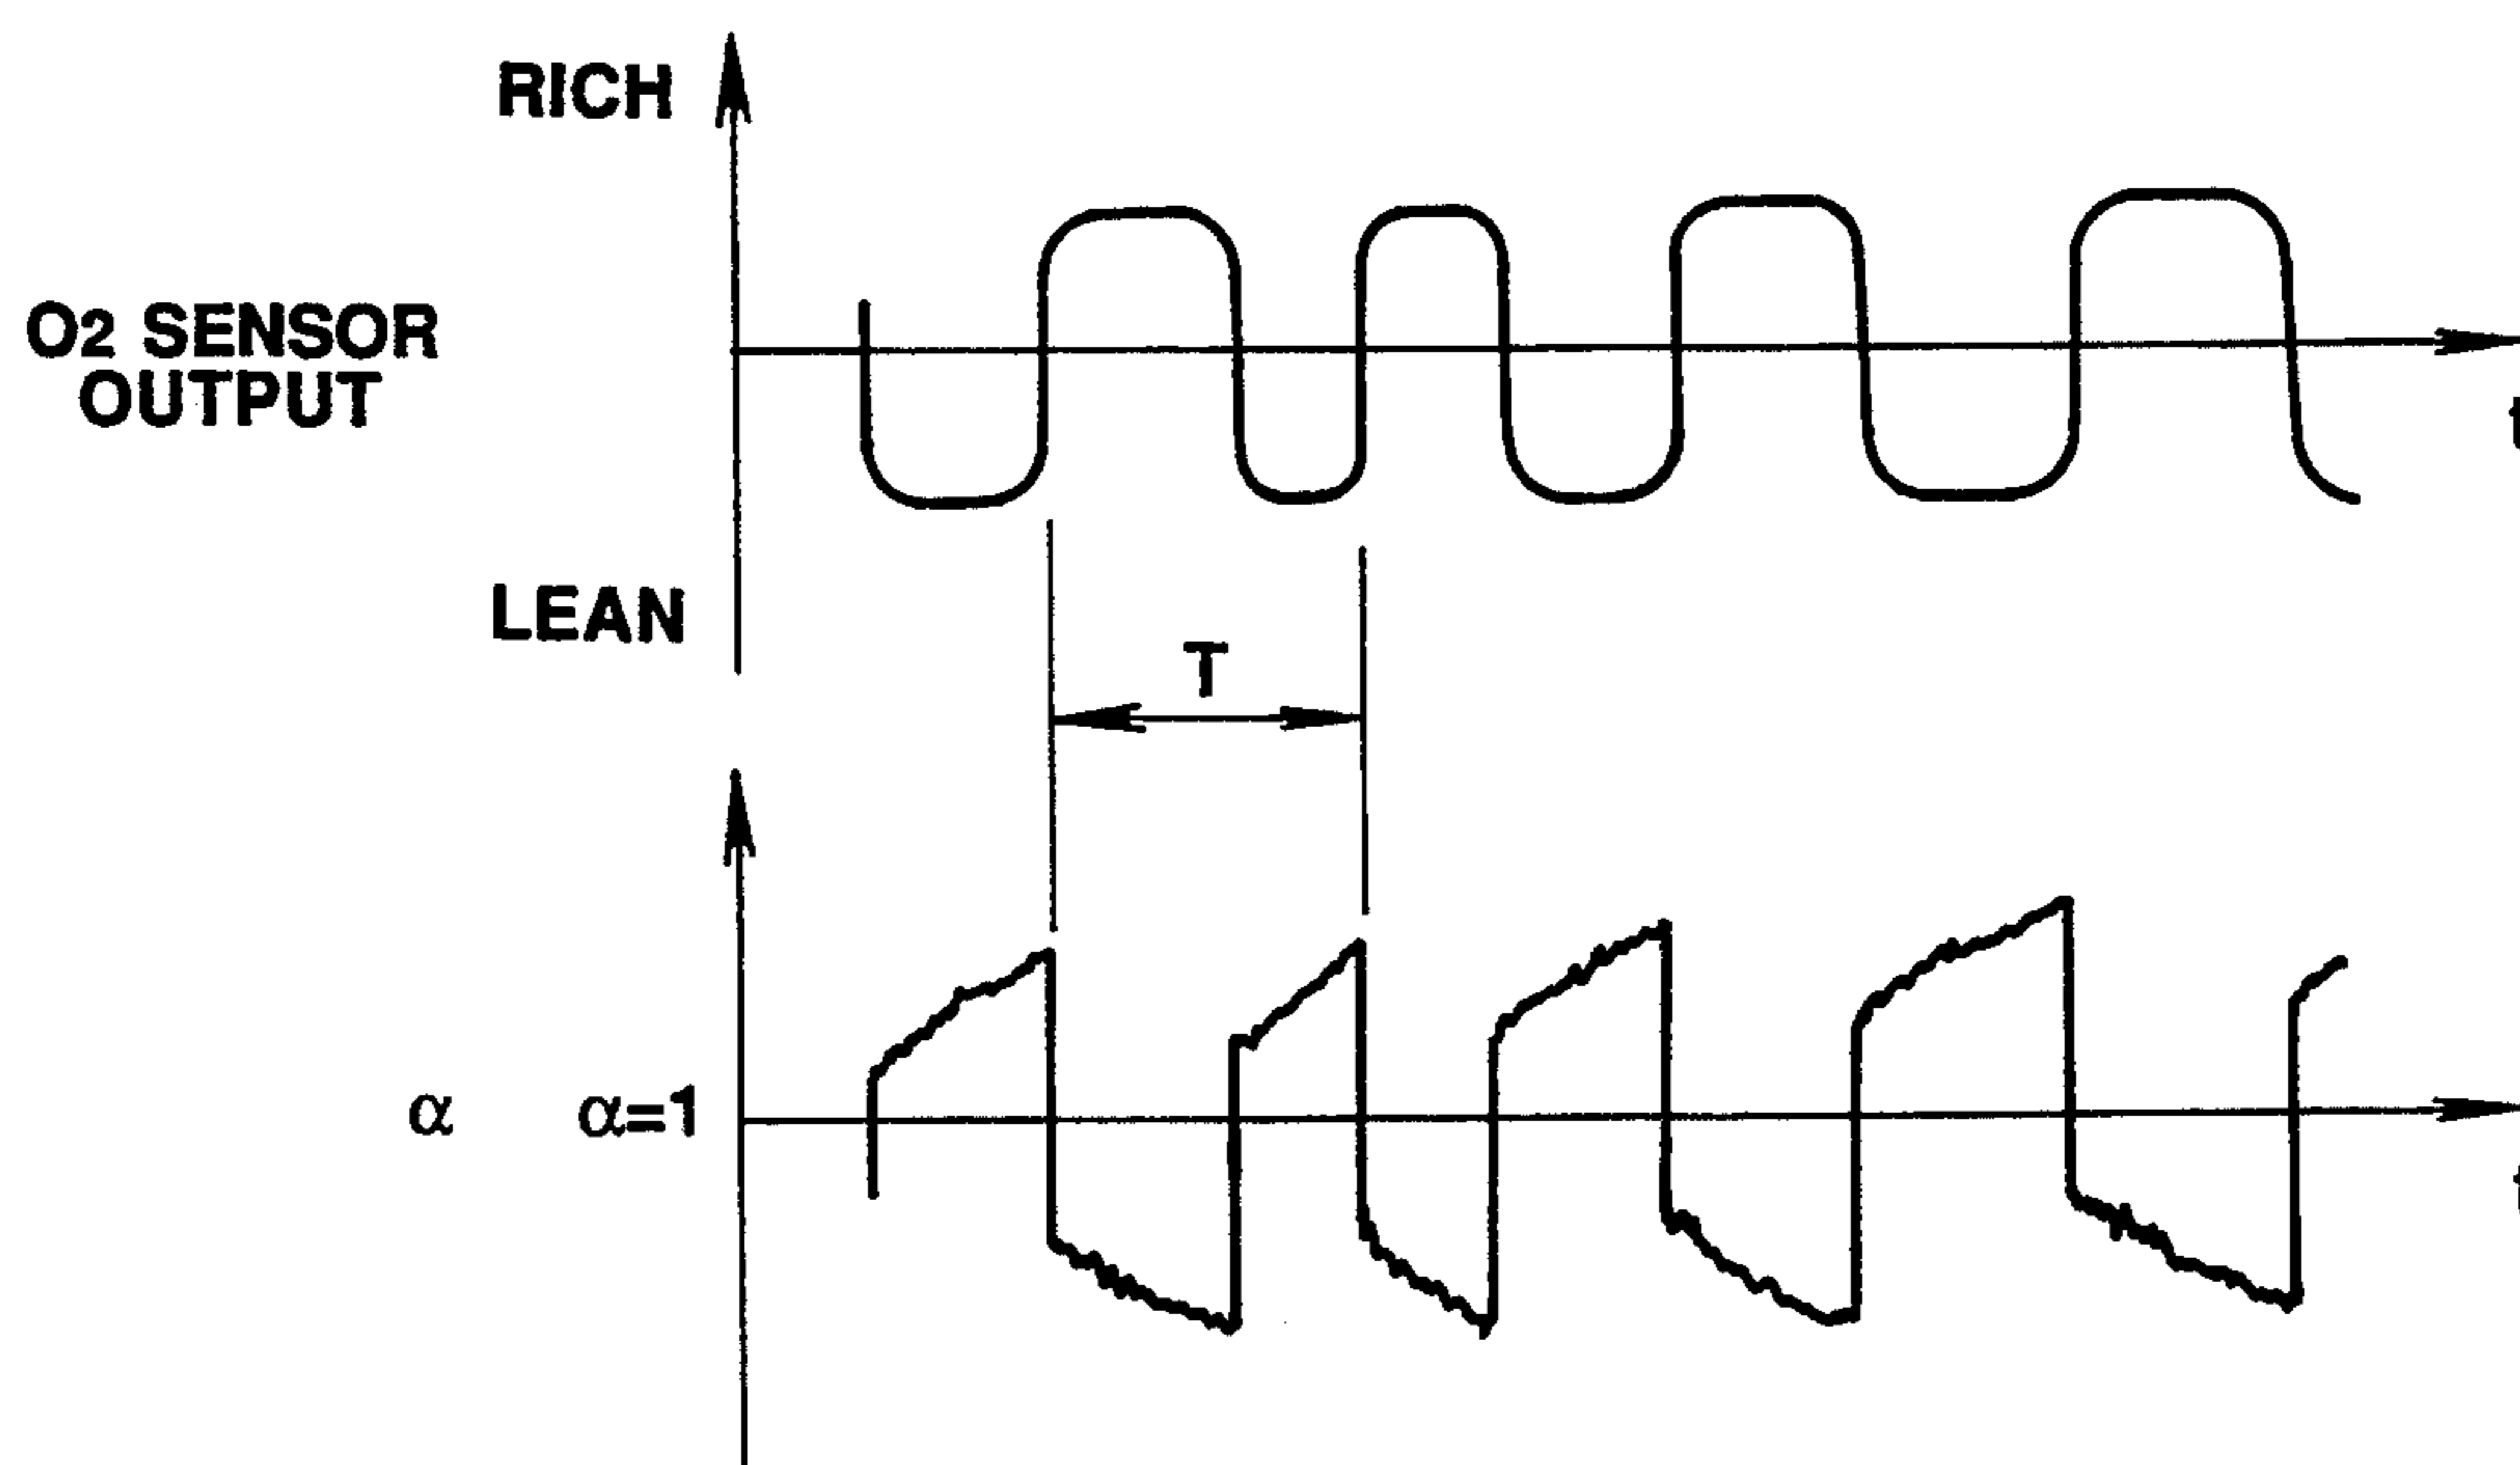 RICH
O2 SENSOR
OUTPUT
LEAN
T
α α=1